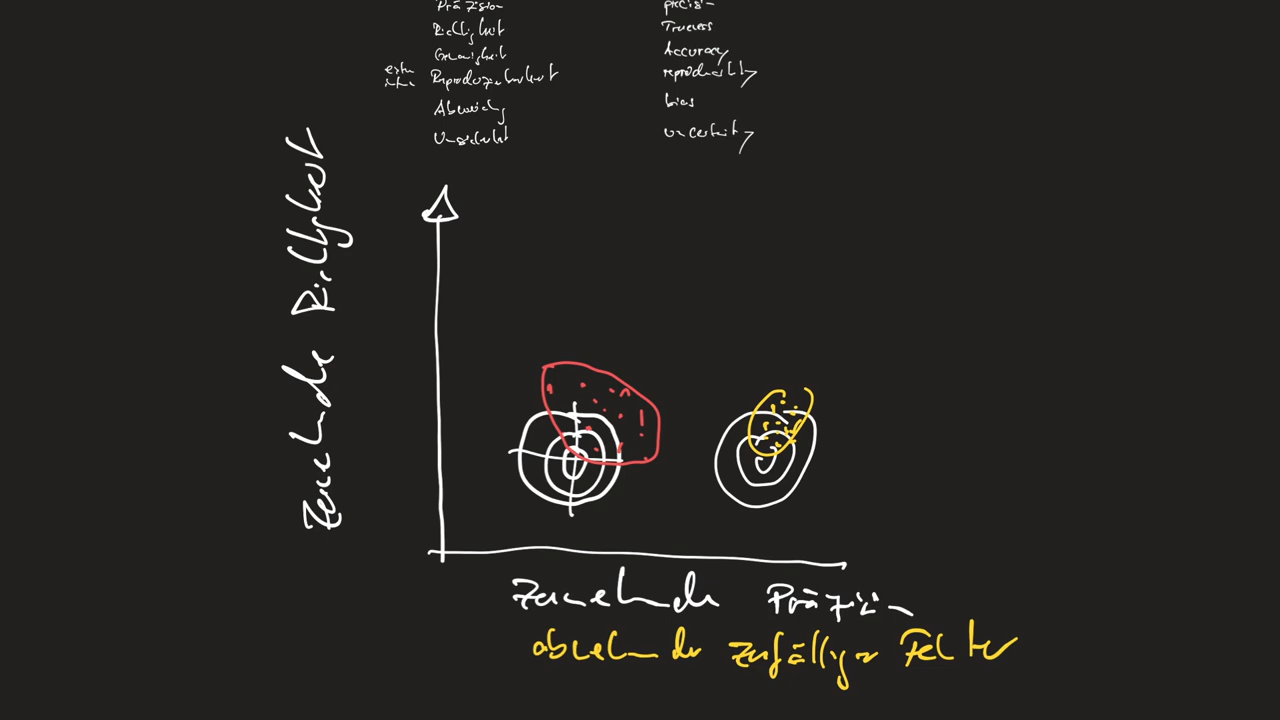 Präzision precision
Richtigkeit Trueness
Genauigkeit Accuracy
Reproduzierbarkeit reproducibility
Abweichung bias
Unsicherheit uncertainty
Zunehmende Richtigkeit
Zunehmende Präzision
abnehmender zufälliger Fehler